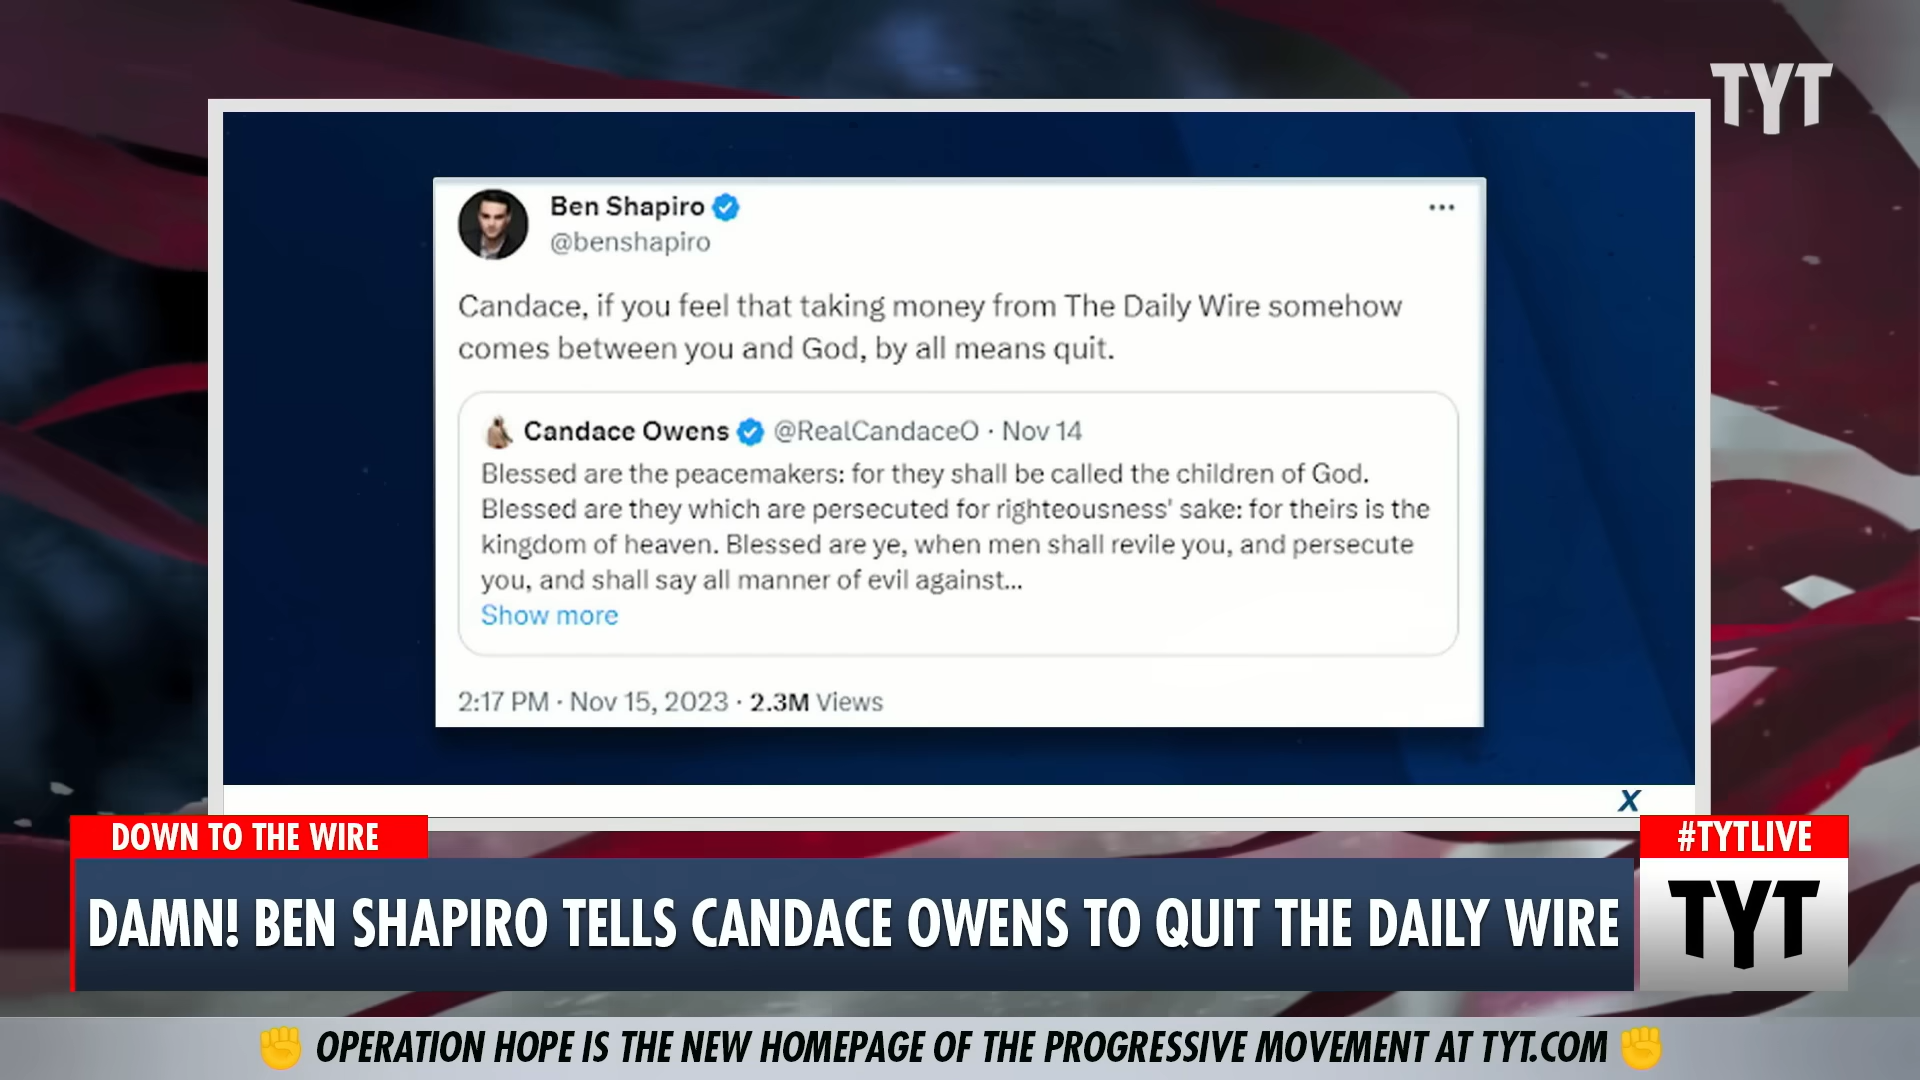 TYT
Ben Shapiro
@benshapiro
Candace, if you feel that taking money from The Daily Wire somehow
comes between you and God, by all means quit.
Candace Owens @RealCandaceO · Nov 14
Blessed are the peacemakers: for they shall be called the children of God.
Blessed are they which are persecuted for righteousness' sake: for theirs is the
kingdom of heaven. Blessed are ye, when men shall revile you, and persecute
you, and shall say all manner of evil against...
Show more
2:17 PM · Nov 15, 2023 · 2.3M Views
X
DOWN TO THE WIRE
#TYTLIVE
DAMN! BEN SHAPIRO TELLS CANDACE OWENS TO QUIT THE DAILY WIRE
TYT
OPERATION HOPE IS THE NEW HOMEPAGE OF THE PROGRESSIVE MOVEMENT AT TYT.COM